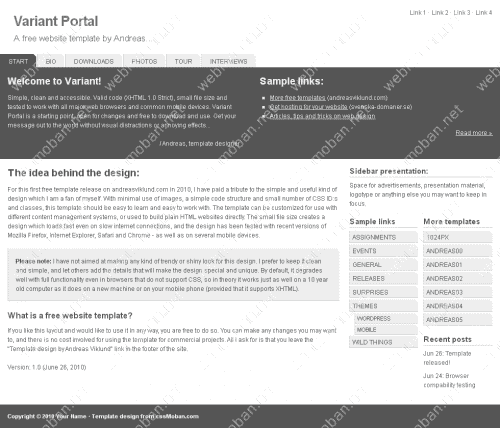 Variant Portal
Link 1 · Link 2 · Link 3 · Link 4
A free website template by Andreas...
START BIO DOWNLOADS PHOTOS TOUR INTERVIEWS
Welcome to Variant!
Simple, clean and accessible. Valid code (XHTML 1.0 Strict), small file size and
tested to work with all major web browsers and common mobile devices. Variant
Portal is a starting point, open for changes and free to download and use. Get your
message out to the world without visual distractions or annoying effects...
/Andreas, template designer
Sample links:
More free templates (andreasviklund.com)
Get hosting for your website (svenska-domaner.se)
Articles, tips and tricks on web design
Read more »
The idea behind the design:
For this first free template release on andreasviklund.com in 2010, I have paid a tribute to the simple and useful kind of
design which I am a fan of myself. With minimal use of images, a simple code structure and small number of CSS ID:s
and classes, this template should be easy to learn and easy to work with. The template can be customized for use with
different content management systems, or used to build plain HTML websites directly. The small file size creates a
design which loads fast even on slow internet connections, and the design has been tested with recent versions of
Mozilla Firefox, Internet Explorer, Safari and Chrome - as well as on several mobile devices.
Please note: I have not aimed at making any kind of trendy or shiny look for this design. I prefer to keep it clean
and simple, and let others add the details that will make the design special and unique. By default, it degrades
well with full functionality even in browsers that do not support CSS, so in theory it works just as well on a 10 year
old computer as it does on a new machine or on your mobile phone (provided that it supports XHTML).
What is a free website template?
If you like this layout and would like to use it in any way, you are free to do so. You can make any changes you may want
to, and there is no cost involved for using the template for commercial projects. All I ask for is that you leave the
"Template design by Andreas Viklund" link in the footer of the site.
Version: 1.0 (June 26, 2010)
Sidebar presentation:
Space for advertisements, presentation material,
logotype or anything else you may want to keep in
focus.
Sample links
ASSIGNMENTS
EVENTS
GENERAL
RELEASES
SURPRISES
THEMES
WORDPRESS
MOBILE
WILD THINGS
More templates
1024PX
ANDREAS00
ANDREAS01
ANDREAS02
ANDREAS03
ANDREAS04
ANDREAS05
Recent posts
Jun 26: Template
released!
Jun 24: Browser
compability testing
Copyright © 2010 Your Name - Template design from cssMoban.com